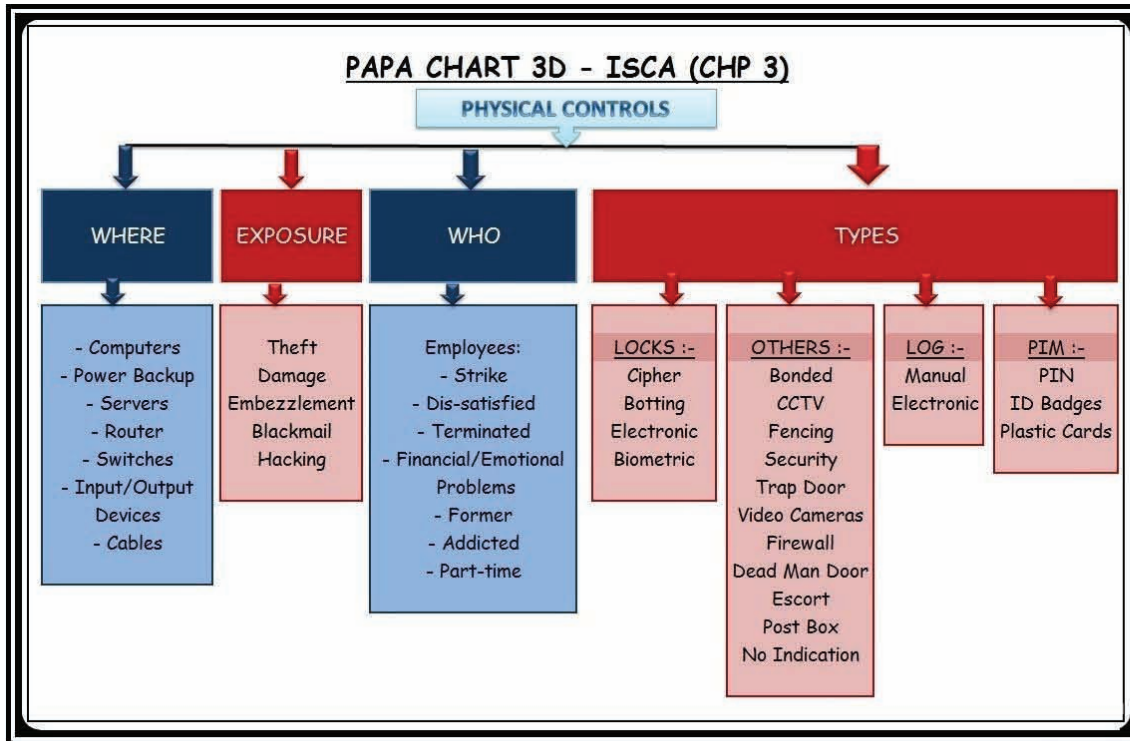 PAPA CHART 3D - ISCA (CHP 3)
PHYSICAL CONTROLS
WHERE
- Computers
- Power Backup
- Servers
- Router
- Switches
- Input/Output
Devices
- Cables
EXPOSURE
Theft
Damage
Embezzlement
Blackmail
Hacking
WHO
Employees:
- Strike
- Dis-satisfied
- Terminated
- Financial/Emotional
Problems
- Former
- Addicted
- Part-time
TYPES
LOCKS :-
Cipher
Botting
Electronic
Biometric
OTHERS :-
Bonded
CCTV
Fencing
Security
Trap Door
Video Cameras
Firewall
Dead Man Door
Escort
Post Box
No Indication
LOG :-
Manual
Electronic
PIM :-
PIN
ID Badges
Plastic Cards